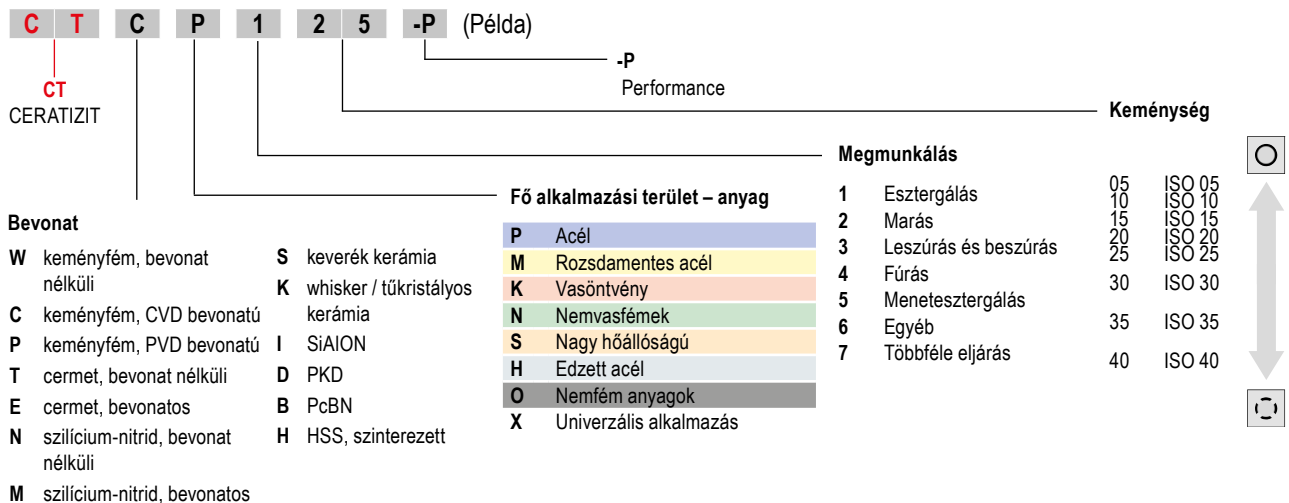 C T C P 1 2 5 -P (Példa)
-P
Performance
CT
CERATIZIT
Keménység
Megmunkálás
1 Esztergálás
2 Marás
3 Leszúrás és beszúrás
4 Fúrás
5 Menetesztergálás
6 Egyéb
7 Többféle eljárás
05 ISO 05
10 ISO 10
15 ISO 15
20 ISO 20
25 ISO 25
30 ISO 30
35 ISO 35
40 ISO 40
Fő alkalmazási terület – anyag
P Acél
M Rozsdamentes acél
K Vasöntvény
N Nemvasfémek
S Nagy hőállóságú
H Edzett acél
O Nemfém anyagok
X Univerzális alkalmazás
Bevonat
W keményfém, bevonat
nélküli
C keményfém, CVD bevonatú
P keményfém, PVD bevonatú
T cermet, bevonat nélküli
E cermet, bevonatos
N szilícium-nitrid, bevonat
nélküli
M szilícium-nitrid, bevonatos
S keverék kerámia
K whisker / tűkristályos
kerámia
I SiAlON
D PKD
B PcBN
H HSS, szinterezett